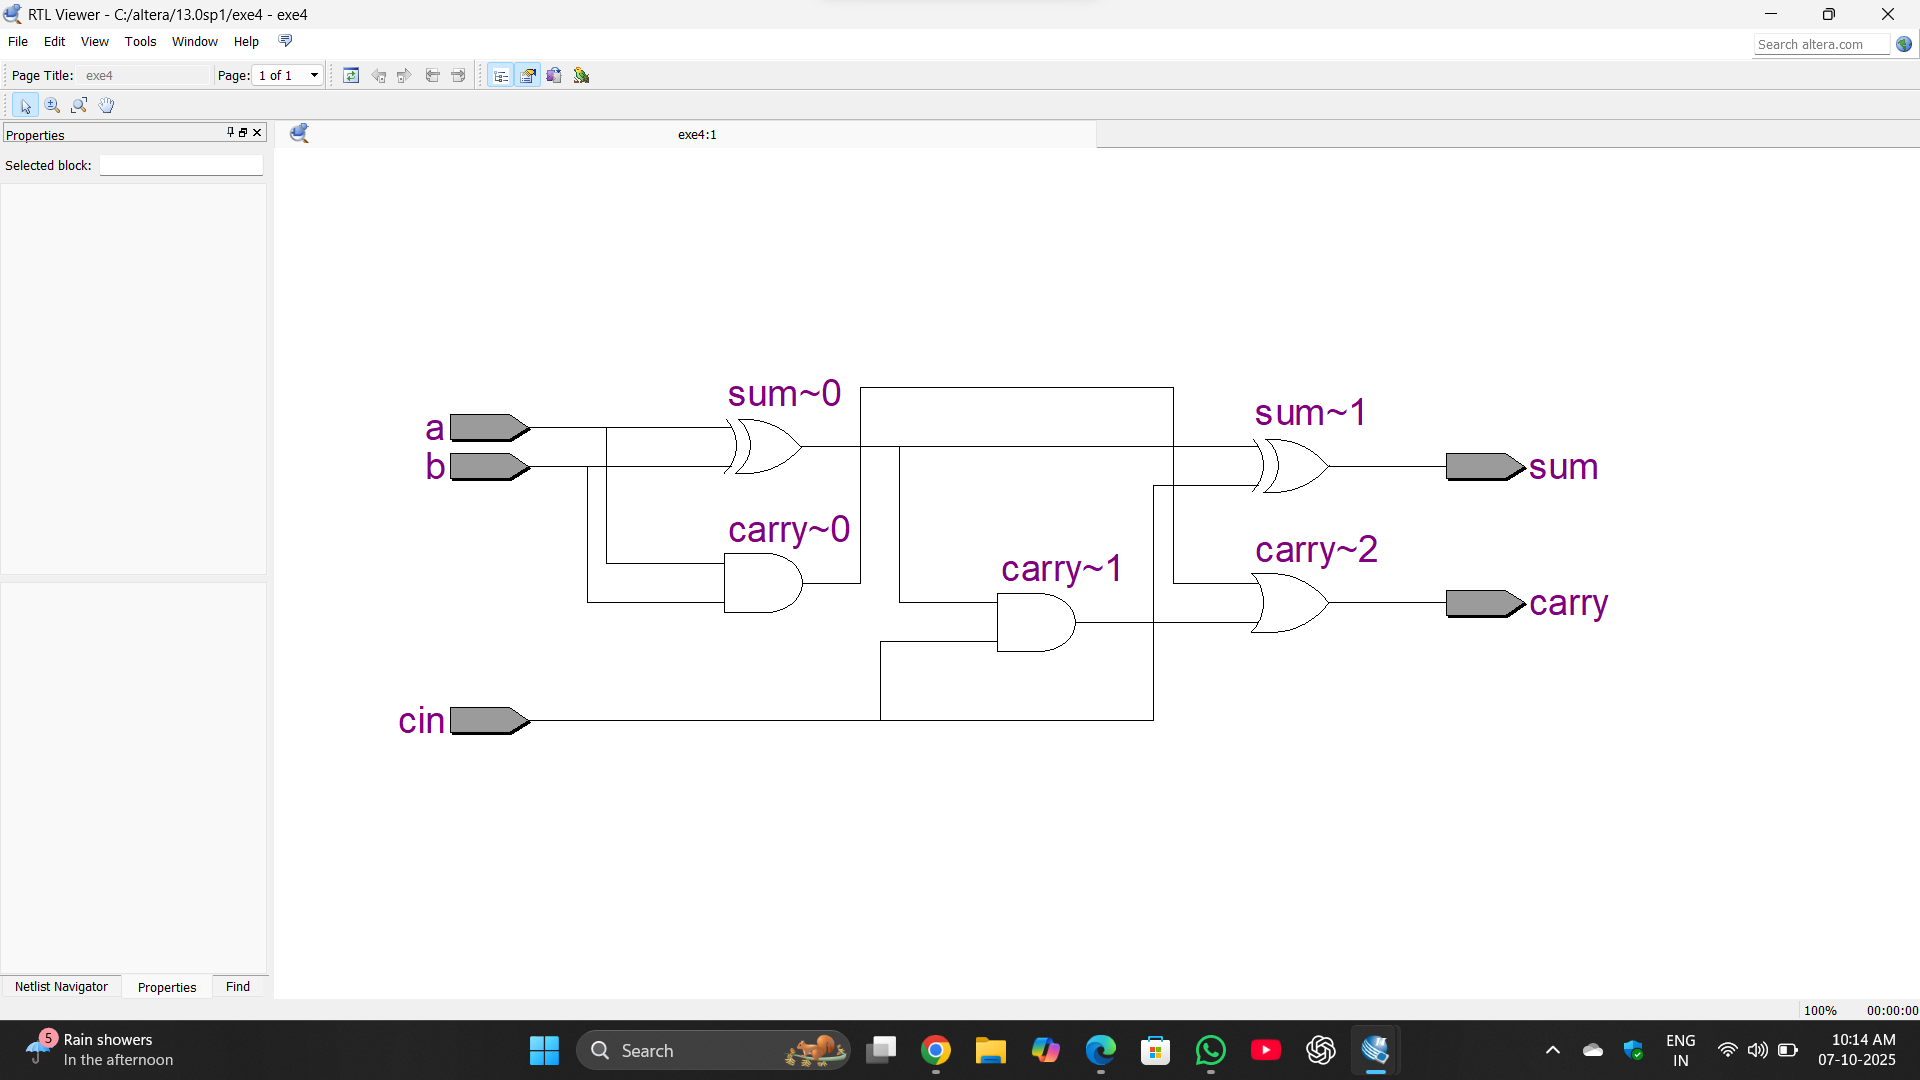 RTL Viewer - C:/altera/13.0sp1/exe4 - exe4
File Edit View Tools Window Help
Search altera.com
Page Title: exe4 Page: 1 of 1
Properties
exe4:1
Selected block:
sum~0
sum~1
a
b
sum
carry~0
carry~2
carry~1
carry
cin
Netlist Navigator Properties Find
100% 00:00:00
5
Rain showers
In the afternoon
Search
ENG
IN
10:14 AM
07-10-2025